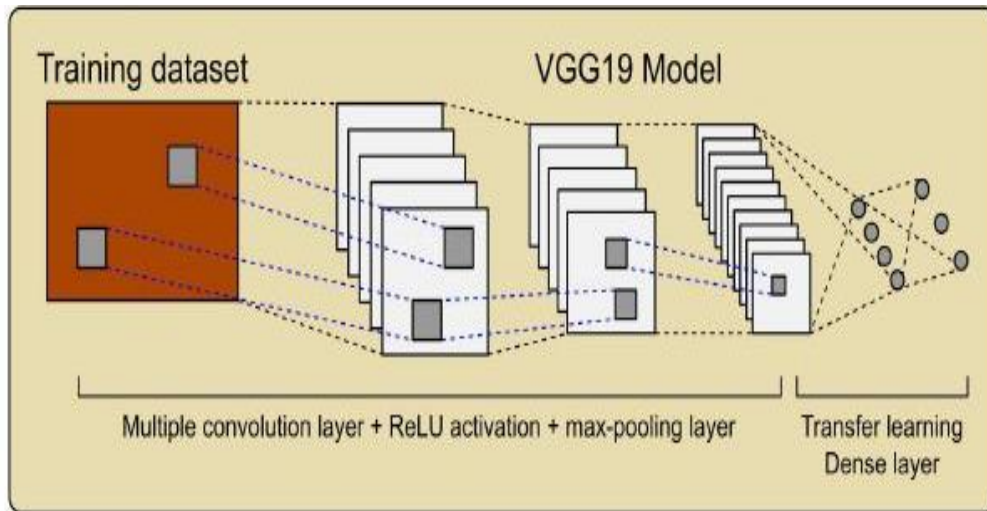 Training dataset
VGG19 Model
Multiple convolution layer + ReLU activation + max-pooling layer
Transfer learning
Dense layer